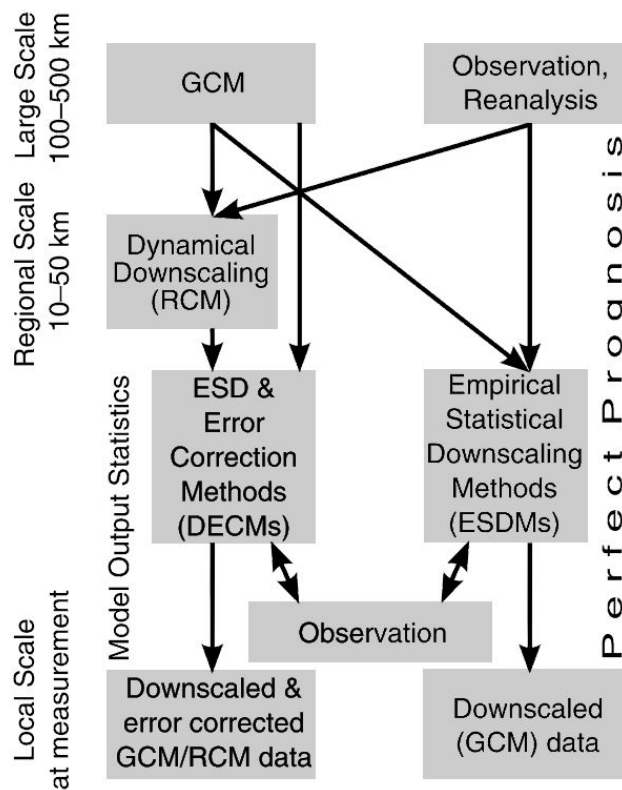 Large Scale
100–500 km
GCM
Observation,
Reanalysis
Regional Scale
10–50 km
Dynamical
Downscaling
(RCM)
Perfect Prognosis
Model Output Statistics
ESD &
Error
Correction
Methods
(DECMs)
Empirical
Statistical
Downscaling
Methods
(ESDMs)
Observation
Local Scale
at measurement
Downscaled &
error corrected
GCM/RCM data
Downscaled
(GCM) data